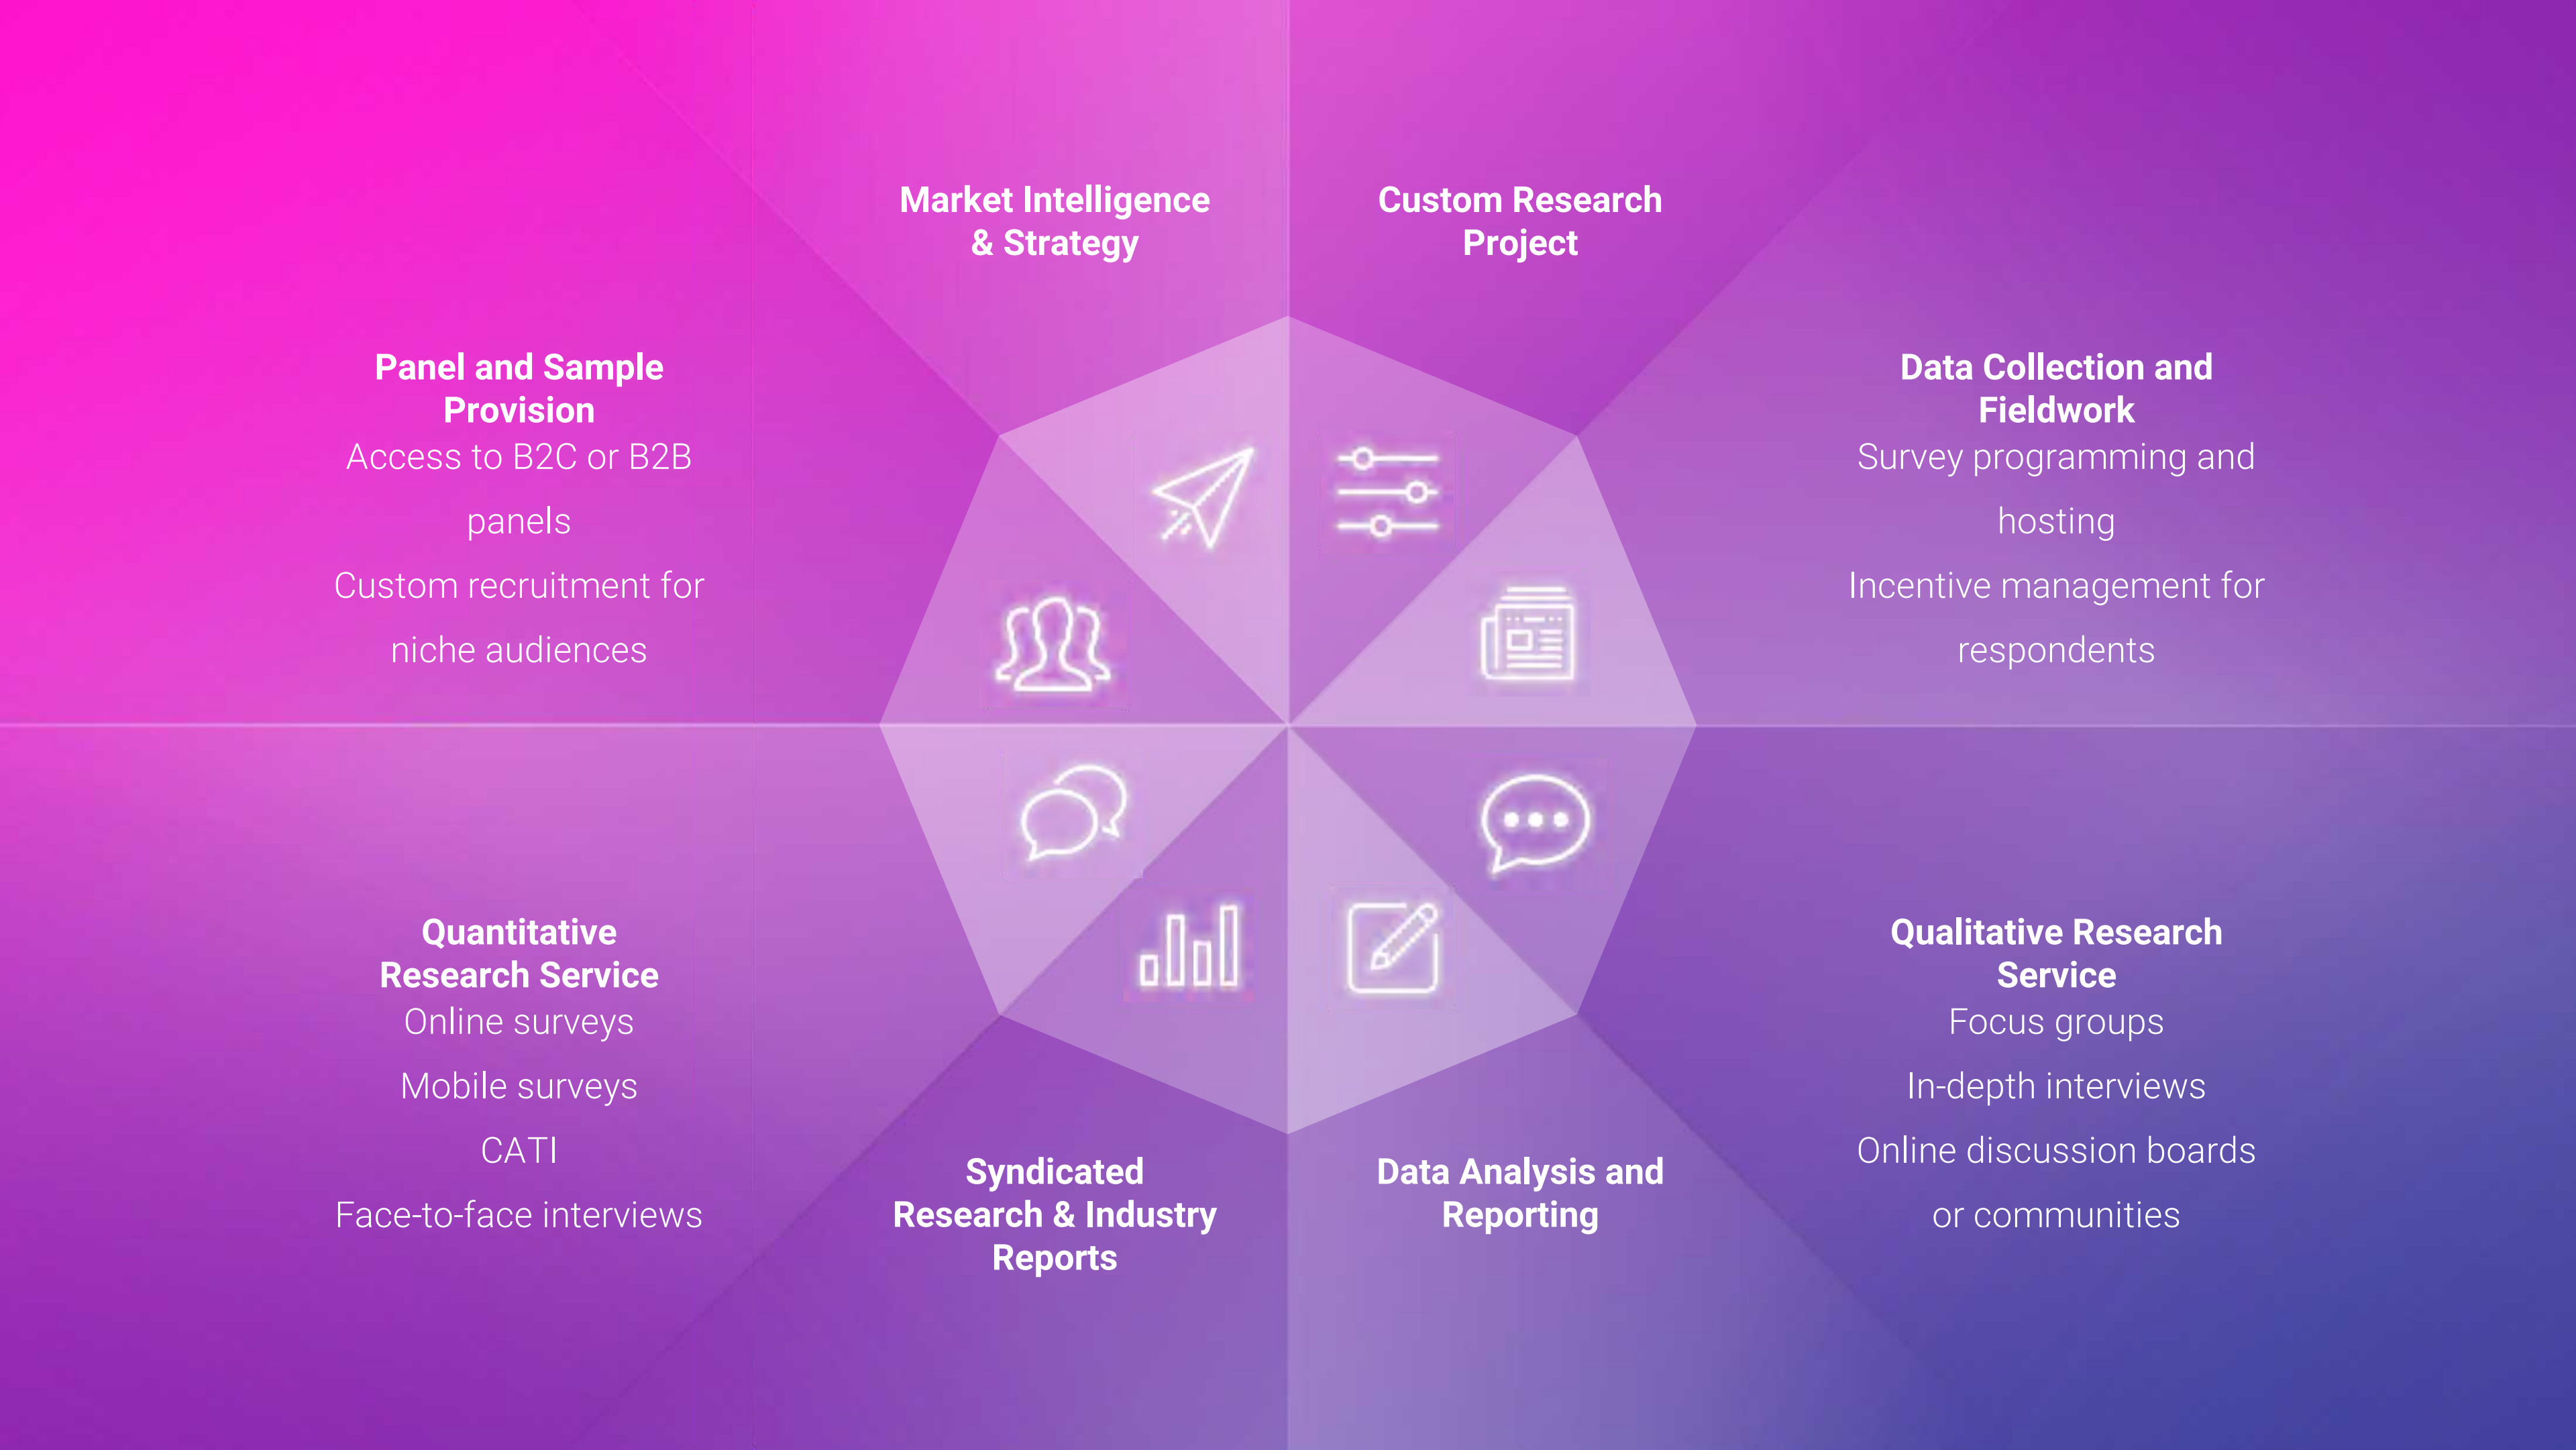 Market Intelligence
& Strategy
Custom Research
Project
Panel and Sample
Provision
Access to B2C or B2B
panels
Custom recruitment for
niche audiences
Data Collection and
Fieldwork
Survey programming and
hosting
Incentive management for
respondents
Quantitative
Research Service
Online surveys
Mobile surveys
CATI
Face-to-face interviews
Syndicated
Research & Industry
Reports
Data Analysis and
Reporting
Qualitative Research
Service
Focus groups
In-depth interviews
Online discussion boards
or communities